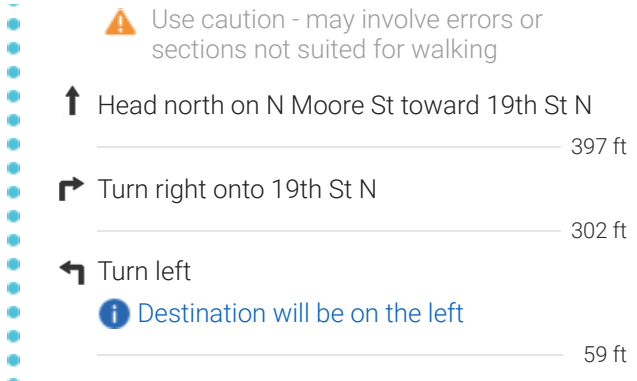 Use caution - may involve errors or
sections not suited for walking
Head north on N Moore St toward 19th St N
397 ft
Turn right onto 19th St N
302 ft
Turn left
Destination will be on the left
59 ft